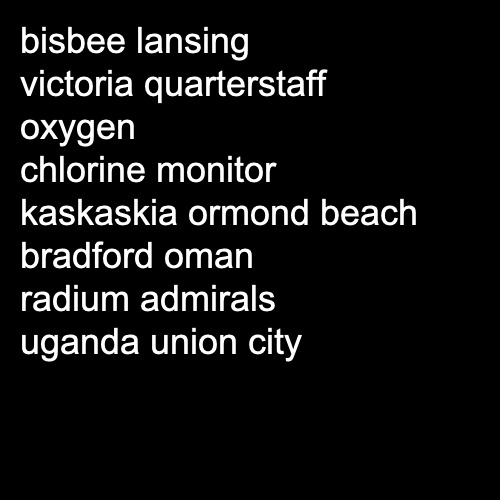 bisbee lansing
victoria quarterstaff
oxygen
chlorine monitor
kaskaskia ormond beach
bradford oman
radium admirals
uganda union city